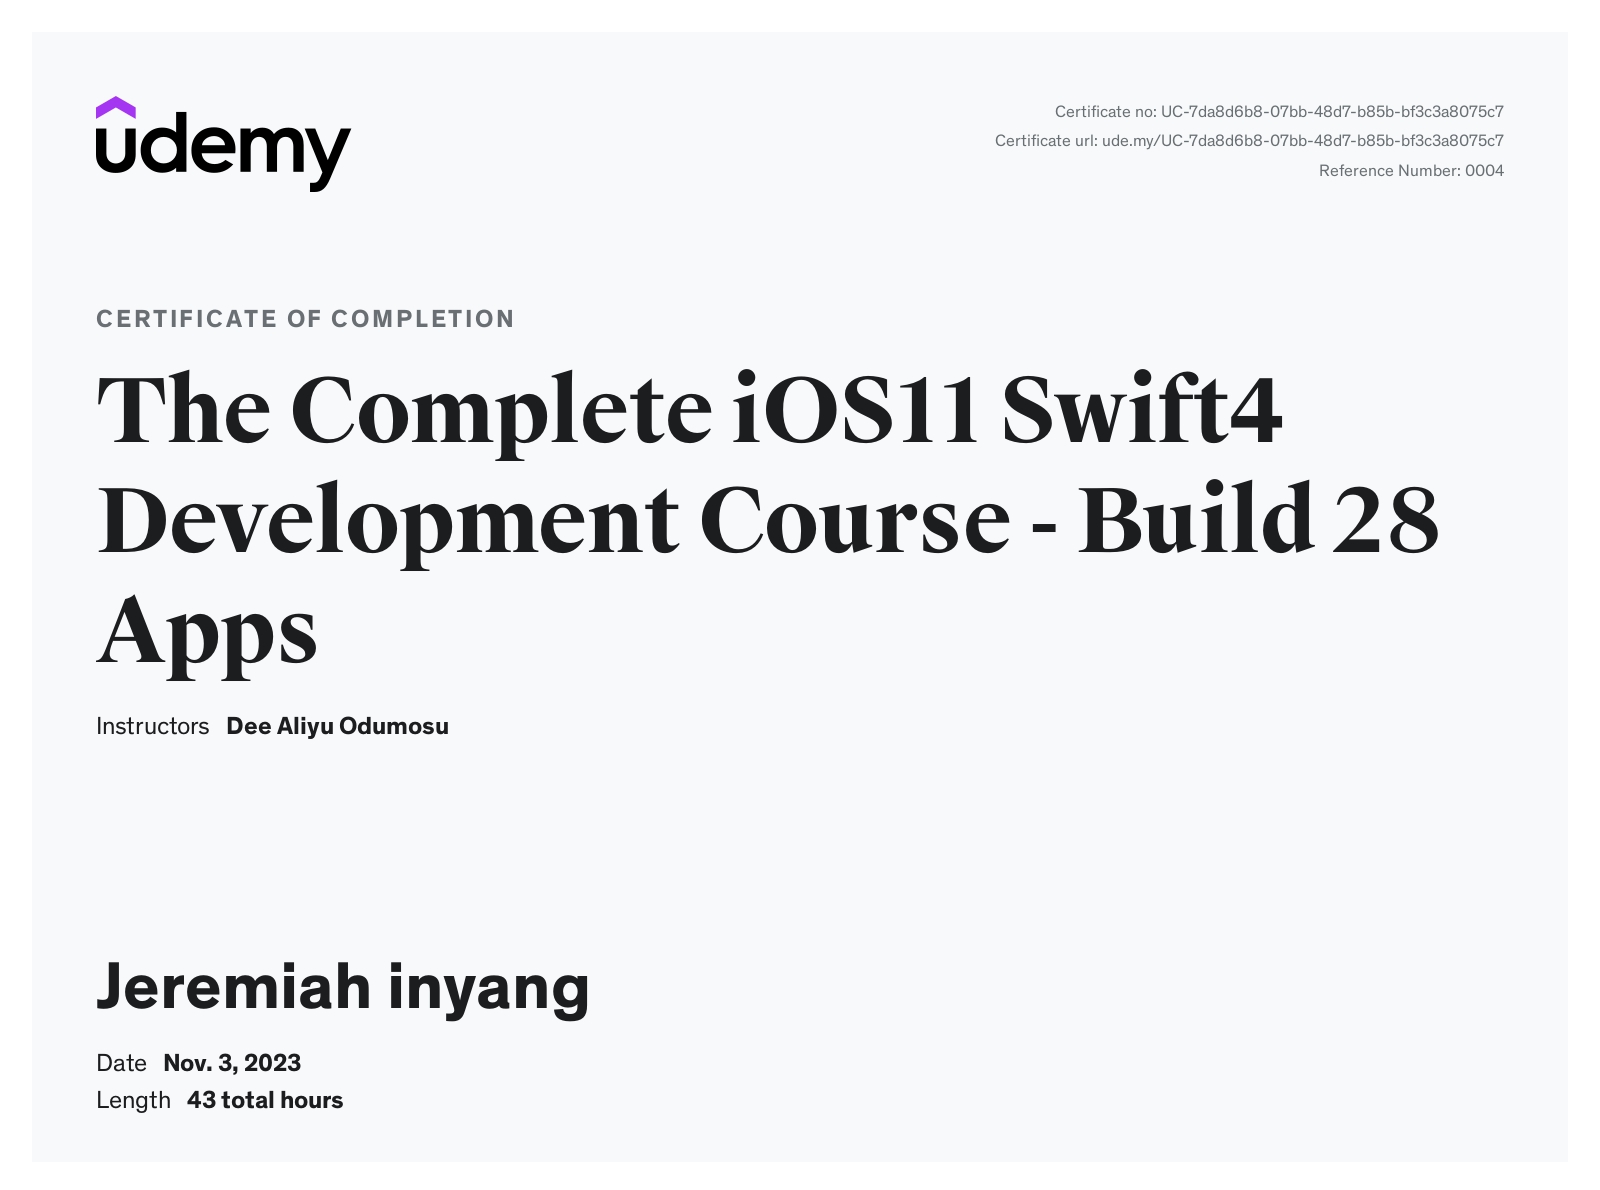 udemy
Certificate no: UC-7da8d6b8-07bb-48d7-b85b-bf3c3a8075c7
Certificate url: ude.my/UC-7da8d6b8-07bb-48d7-b85b-bf3c3a8075c7
Reference Number: 0004
CERTIFICATE OF COMPLETION
The Complete iOS11 Swift4
Development Course - Build 28
Apps
Instructors Dee Aliyu Odumosu
Jeremiah inyang
Date Nov. 3, 2023
Length 43 total hours